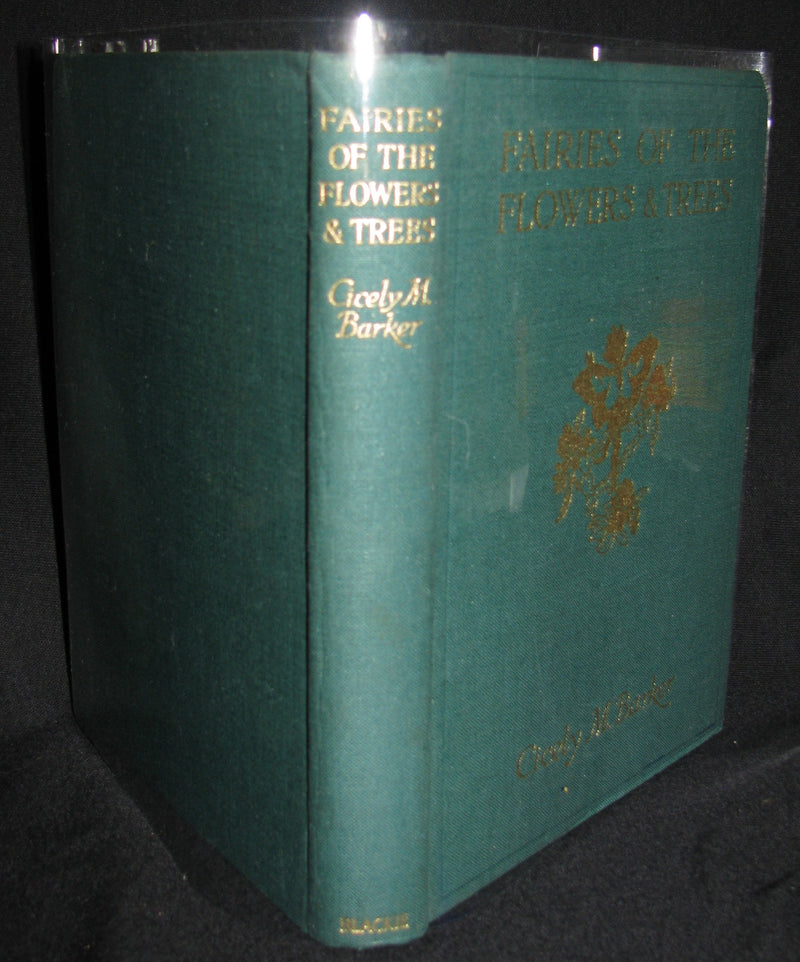 FAIRIES
OF THE
FLOWERS
& TREES
Cicely M.
Barker
BLACKIE
FAIRIES OF THE
FLOWERS & TREES
Cicely M. Barker